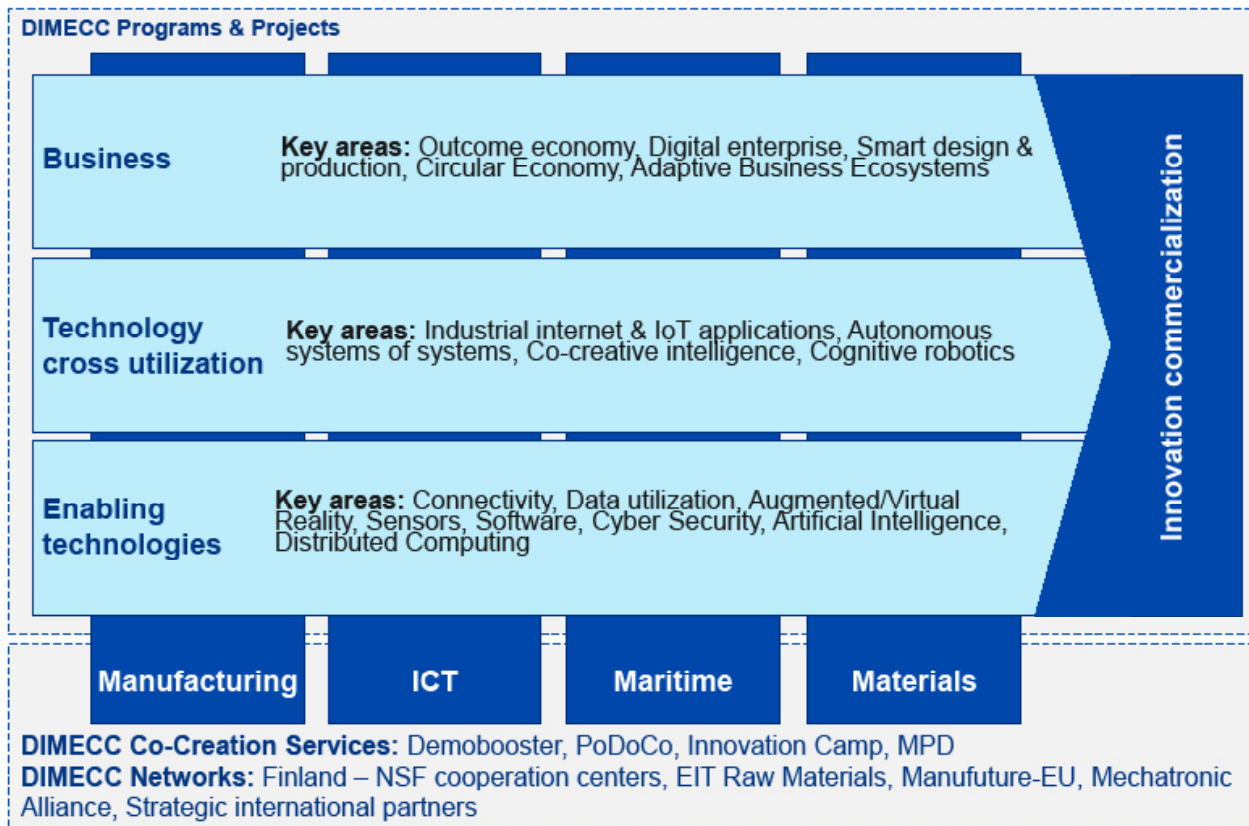 DIMECC Programs & Projects
Business
Key areas: Outcome economy, Digital enterprise, Smart design &
production, Circular Economy, Adaptive Business Ecosystems
Technology
cross utilization
Key areas: Industrial internet & IoT applications, Autonomous
systems of systems, Co-creative intelligence, Cognitive robotics
Enabling
technologies
Key areas: Connectivity, Data utilization, Augmented/Virtual
Reality, Sensors, Software, Cyber Security, Artificial Intelligence,
Distributed Computing
Innovation commercialization
Manufacturing
ICT
Maritime
Materials
DIMECC Co-Creation Services: Demobooster, PoDoCo, Innovation Camp, MPD
DIMECC Networks: Finland – NSF cooperation centers, EIT Raw Materials, Manufuture-EU, Mechatronic
Alliance, Strategic international partners